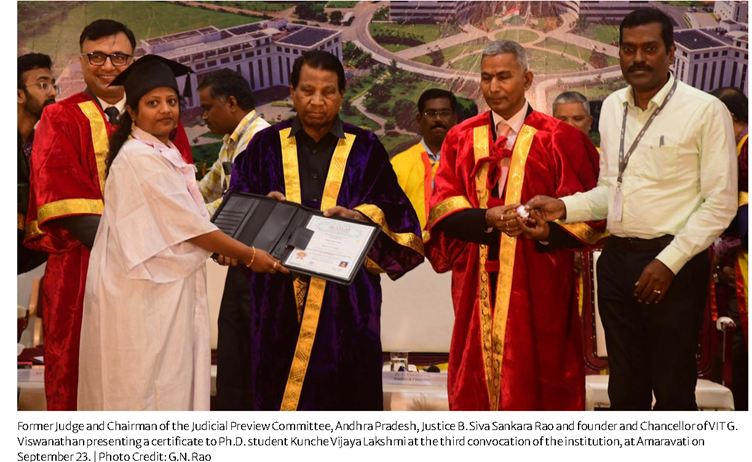 Former Judge and Chairman of the Judicial Preview Committee, Andhra Pradesh, Justice B. Siva Sankara Rao and founder and Chancellor of VIT G.
Viswanathan presenting a certificate to Ph.D. student Kunche Vijaya Lakshmi at the third convocation of the institution, at Amaravati on
September 23. | Photo Credit: G.N. Rao